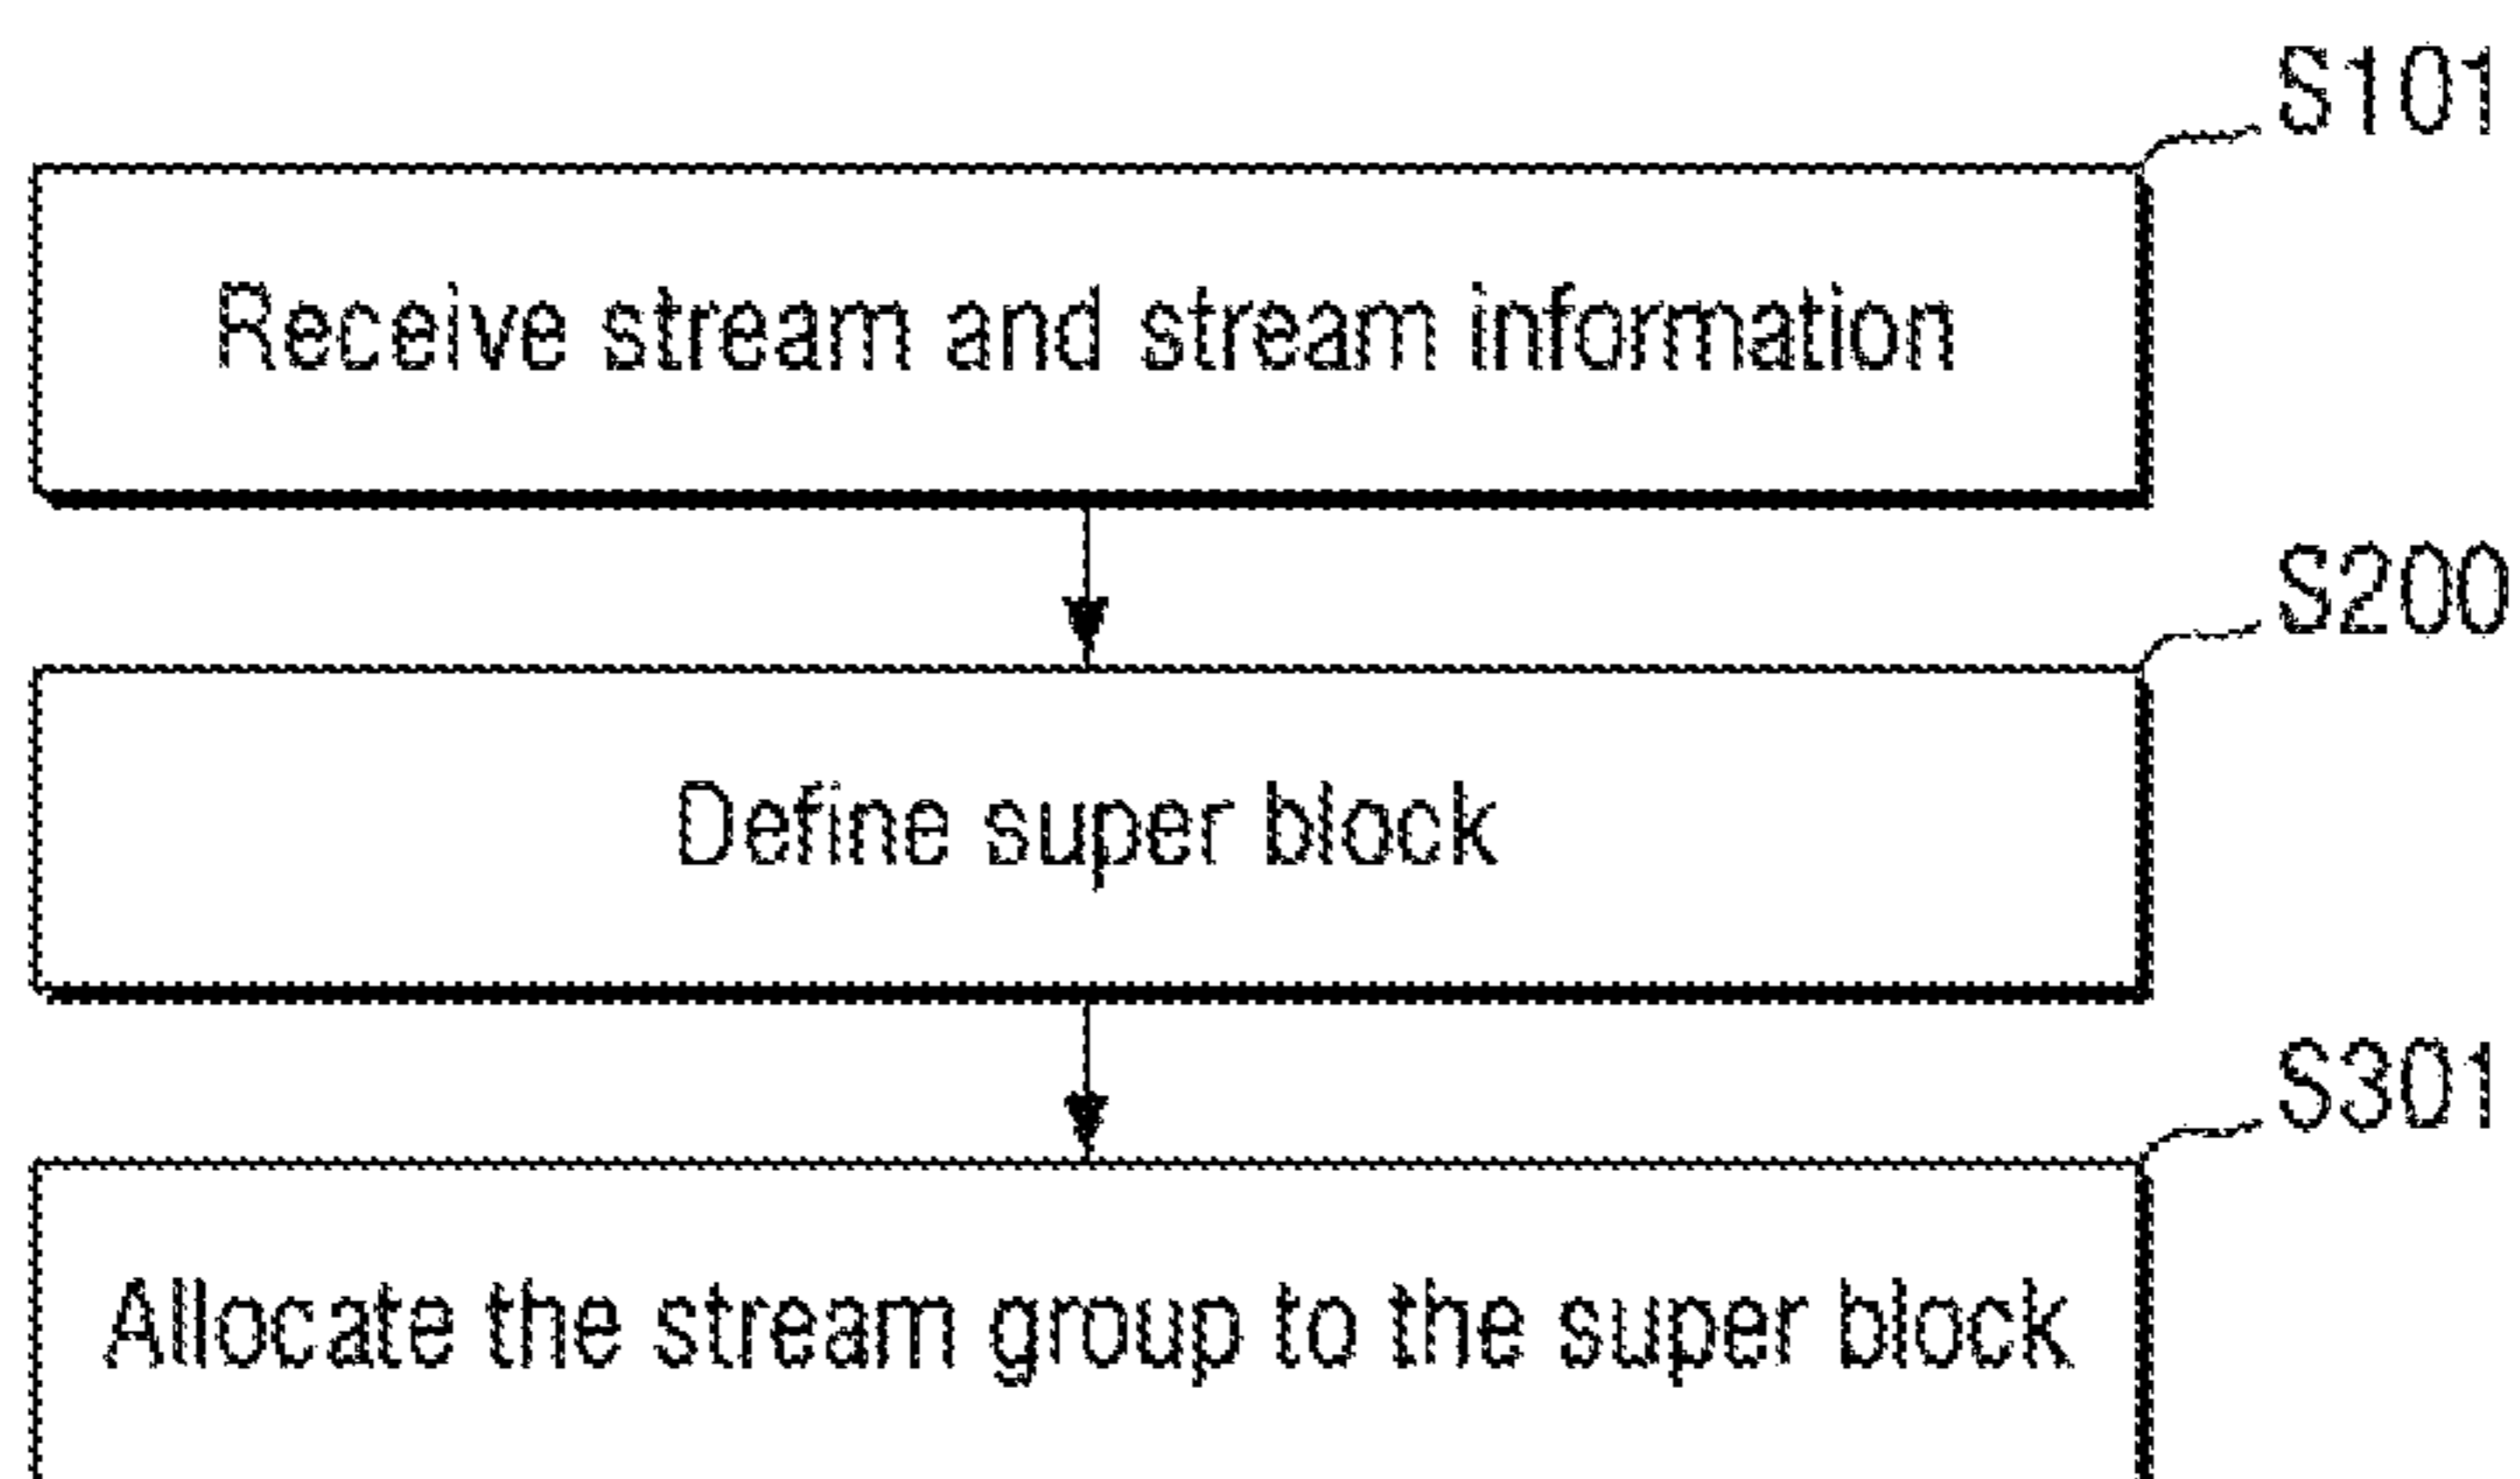 S101
Receive stream and stream information
S200
Define super block
S301
Allocate the stream group to the super block